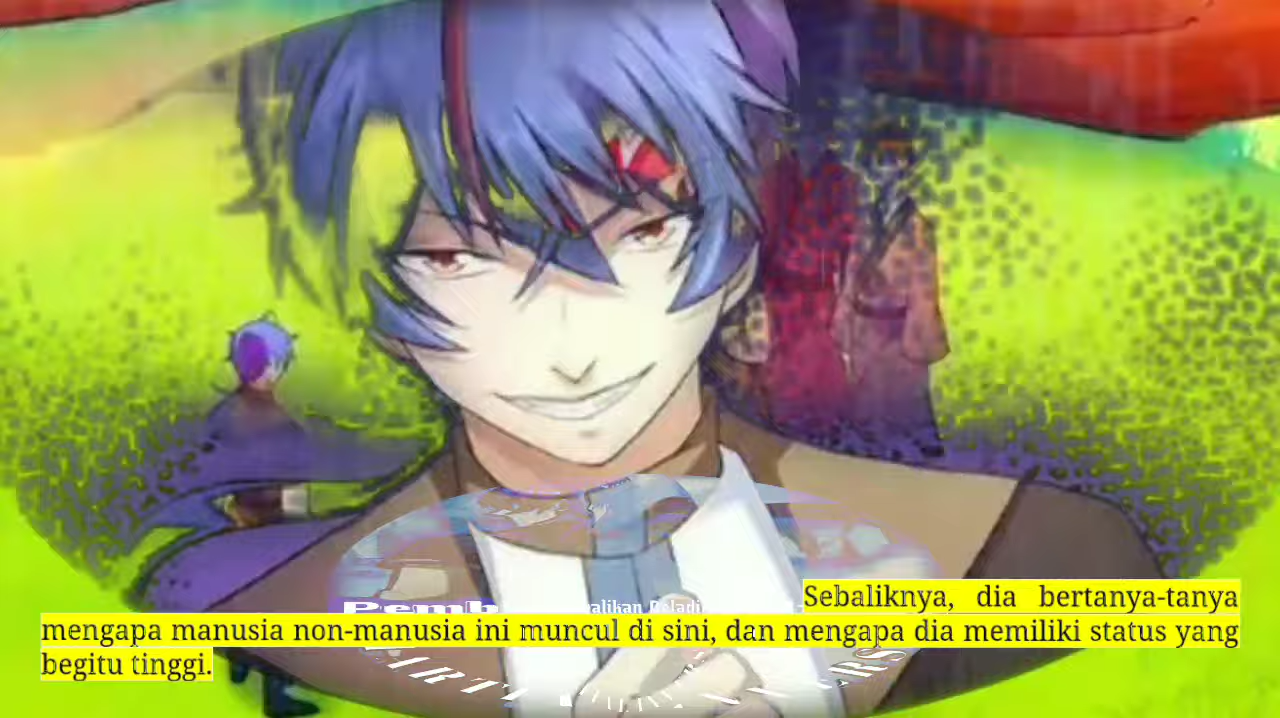 Sebaliknya, dia bertanya-tanya
mengapa manusia non-manusia ini muncul di sini, dan mengapa dia memiliki status yang
begitu tinggi.